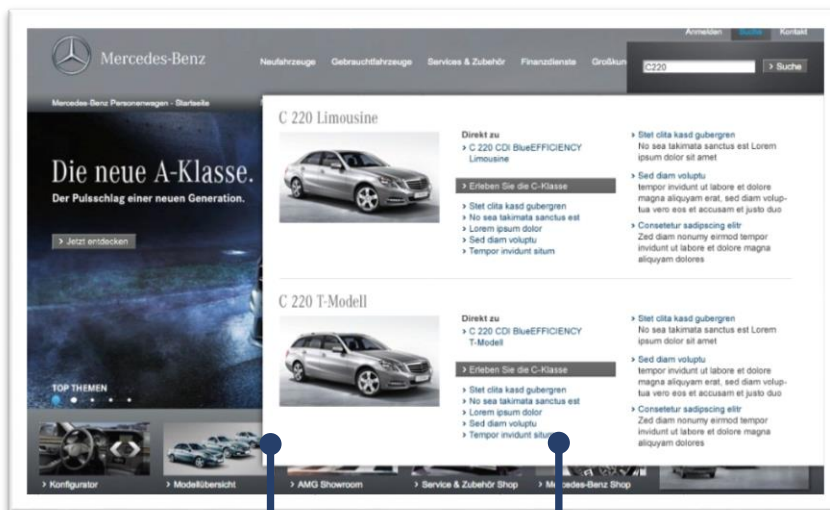 Anmelden Suche Kontakt
Mercedes-Benz
Neufahrzeuge Gebrauchtfahrzeuge Services & Zubehör Finanzdienste Großkun
C220
> Suche
Mercedes-Benz Personenwagen - Startseite
Die neue A-Klasse.
Der Pulsschlag einer neuen Generation.
> Jetzt entdecken
TOP THEMEN
C 220 Limousine
Direkt zu
> C 220 CDI BlueEFFICIENCY
Limousine
> Erleben Sie die C-Klasse
> Stet clita kasd gubergren
> No sea takimata sanctus est
> Lorem ipsum dolor
> Sed diam voluptu
> Tempor invidunt situm
> Stet clita kasd gubergren
No sea takimata sanctus est Lorem
ipsum dolor sit amet
> Sed diam voluptu
tempor invidunt ut labore et dolore
magna aliquyam erat, sed diam volup-
tua vero eos et accusam et justo duo
> Consetetur sadipscing elitr
Zed diam nonumy eirmod tempor
invidunt ut labore et dolore magna
aliquyam dolores
C 220 T-Modell
Direkt zu
> C 220 CDI BlueEFFICIENCY
T-Modell
> Erleben Sie die C-Klasse
> Stet clita kasd gubergren
> No sea takimata sanctus est
> Lorem ipsum dolor
> Sed diam voluptu
> Tempor invidunt situm
> Stet clita kasd gubergren
No sea takimata sanctus est Lorem
ipsum dolor sit amet
> Sed diam voluptu
tempor invidunt ut labore et dolore
magna aliquyam erat, sed diam volup-
tua vero eos et accusam et justo duo
> Consetetur sadipscing elitr
Zed diam nonumy eirmod tempor
invidunt ut labore et dolore magna
aliquyam dolores
> Konfigurator > Modellübersicht > AMG Showroom > Service & Zubehör Shop > Mercedes-Benz Shop